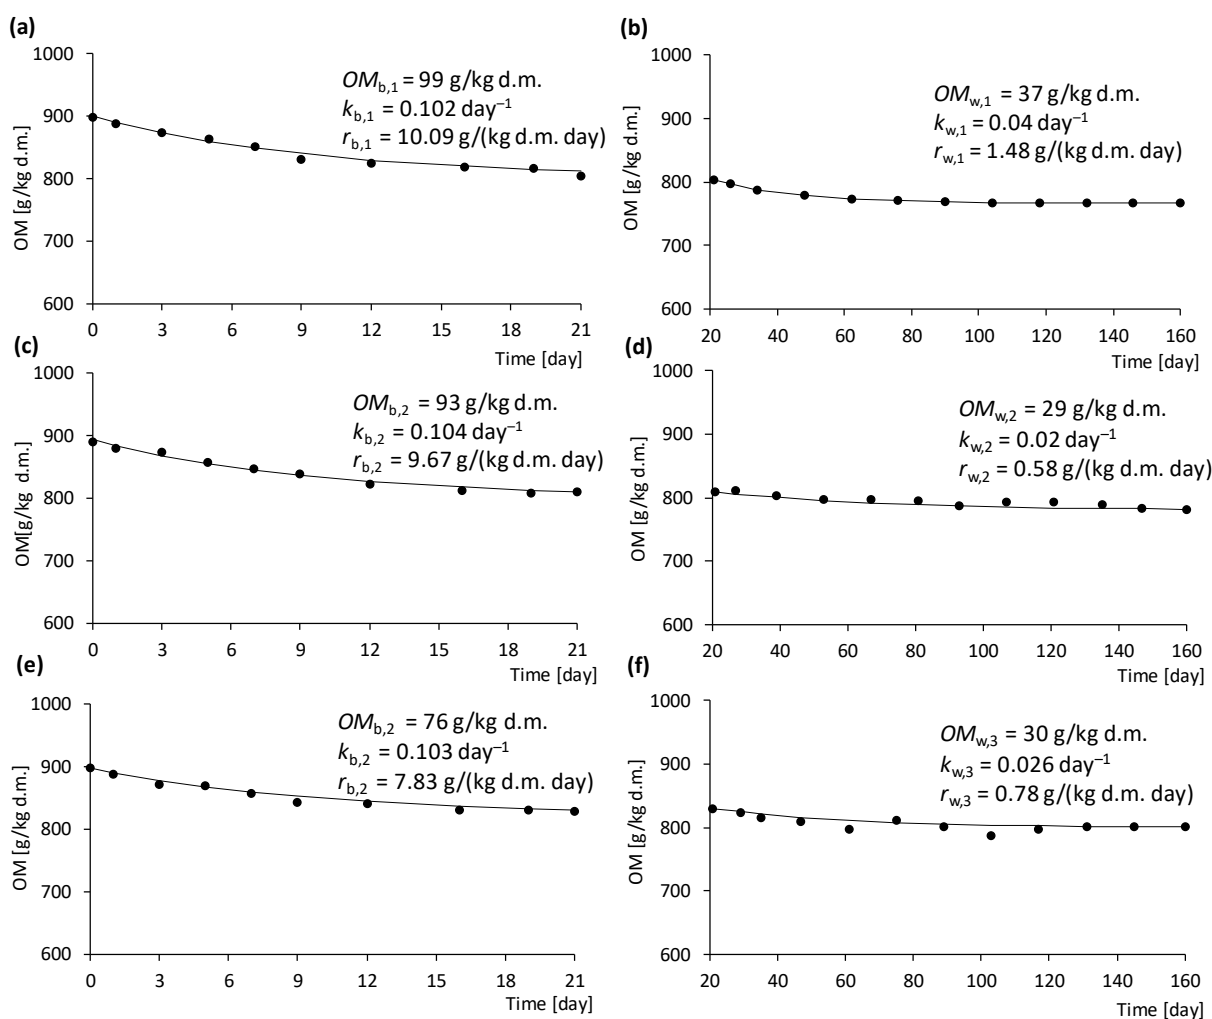 (a)
1000
900
800
700
600
OM [g/kg d.m.]
OMb,1 = 99 g/kg d.m.
kb,1 = 0.102 day–1
rb,1 = 10.09 g/(kg d.m. day)
0 3 6 9 12 15 18 21
Time [day]
(b)
1000
900
800
700
600
OM [g/kg d.m.]
OMw,1 = 37 g/kg d.m.
kw,1 = 0.04 day–1
rw,1 = 1.48 g/(kg d.m. day)
20 40 60 80 100 120 140 160
Time [day]
(c)
1000
900
800
700
600
OM[g/kg d.m.]
OMb,2 = 93 g/kg d.m.
kb,2 = 0.104 day–1
rb,2 = 9.67 g/(kg d.m. day)
0 3 6 9 12 15 18 21
Time [day]
(d)
1000
900
800
700
600
OM [g/kg d.m.]
OMw,2 = 29 g/kg d.m.
kw,2 = 0.02 day–1
rw,2 = 0.58 g/(kg d.m. day)
20 40 60 80 100 120 140 160
Time [day]
(e)
1000
900
800
700
600
OM [g/kg d.m.]
OMb,2 = 76 g/kg d.m.
kb,2 = 0.103 day–1
rb,2 = 7.83 g/(kg d.m. day)
0 3 6 9 12 15 18 21
Time [day]
(f)
1000
900
800
700
600
OM [g/kg d.m.]
OMw,3 = 30 g/kg d.m.
kw,3 = 0.026 day–1
rw,3 = 0.78 g/(kg d.m. day)
20 40 60 80 100 120 140 160
Time [day]